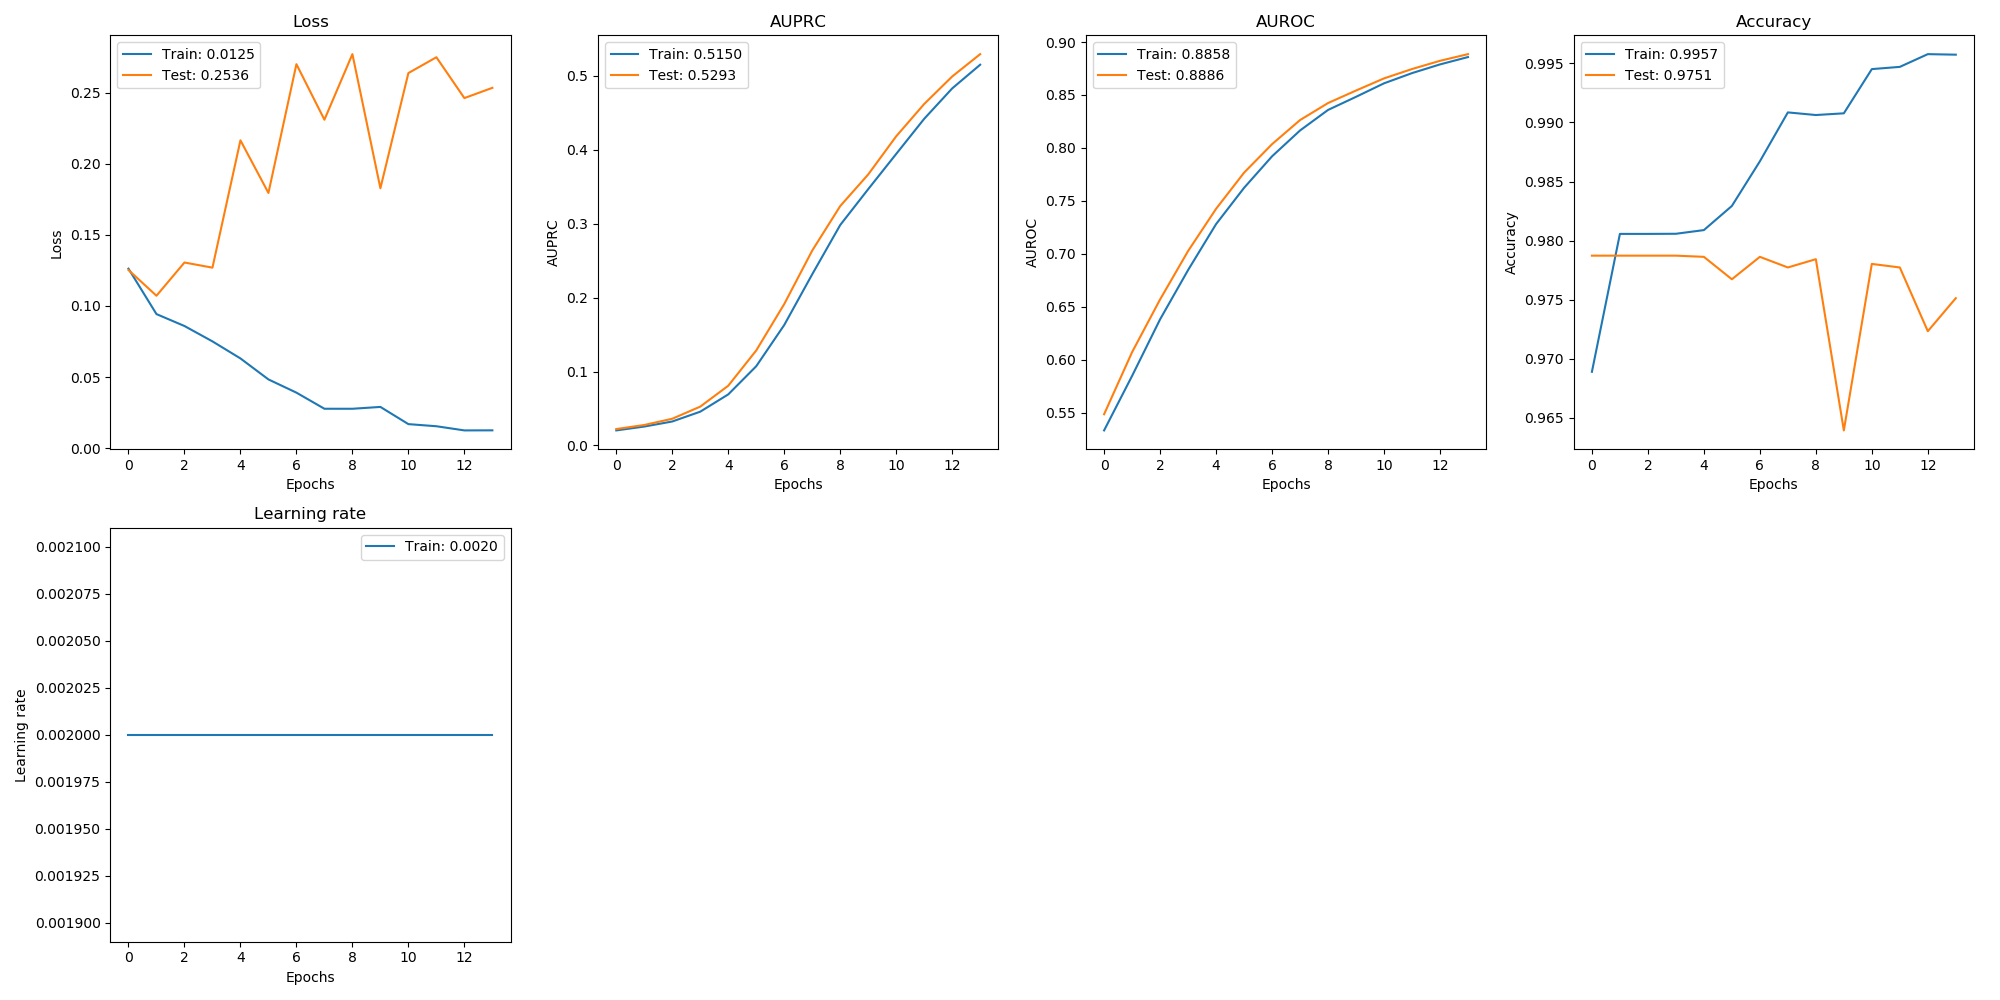 Loss
Train: 0.0125
Test: 0.2536
0.25
0.20
0.15
0.10
0.05
0.00
Loss
0 2 4 6 8 10 12
Epochs
AUPRC
Train: 0.5150
Test: 0.5293
0.5
0.4
0.3
0.2
0.1
0.0
AUPRC
0 2 4 6 8 10 12
Epochs
AUROC
Train: 0.8858
Test: 0.8886
0.90
0.85
0.80
0.75
0.70
0.65
0.60
0.55
AUROC
0 2 4 6 8 10 12
Epochs
Accuracy
Train: 0.9957
Test: 0.9751
0.995
0.990
0.985
0.980
0.975
0.970
0.965
Accuracy
0 2 4 6 8 10 12
Epochs
Learning rate
Train: 0.0020
0.002100
0.002075
0.002050
0.002025
0.002000
0.001975
0.001950
0.001925
0.001900
Learning rate
0 2 4 6 8 10 12
Epochs